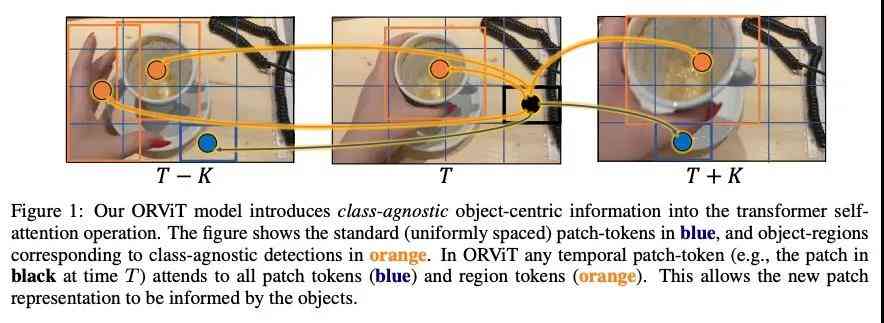 T − K
T
T + K
Figure 1: Our ORViT model introduces class-agnostic object-centric information into the transformer self-
attention operation. The figure shows the standard (uniformly spaced) patch-tokens in blue, and object-regions
corresponding to class-agnostic detections in orange. In ORViT any temporal patch-token (e.g., the patch in
black at time T) attends to all patch tokens (blue) and region tokens (orange). This allows the new patch
representation to be informed by the objects.